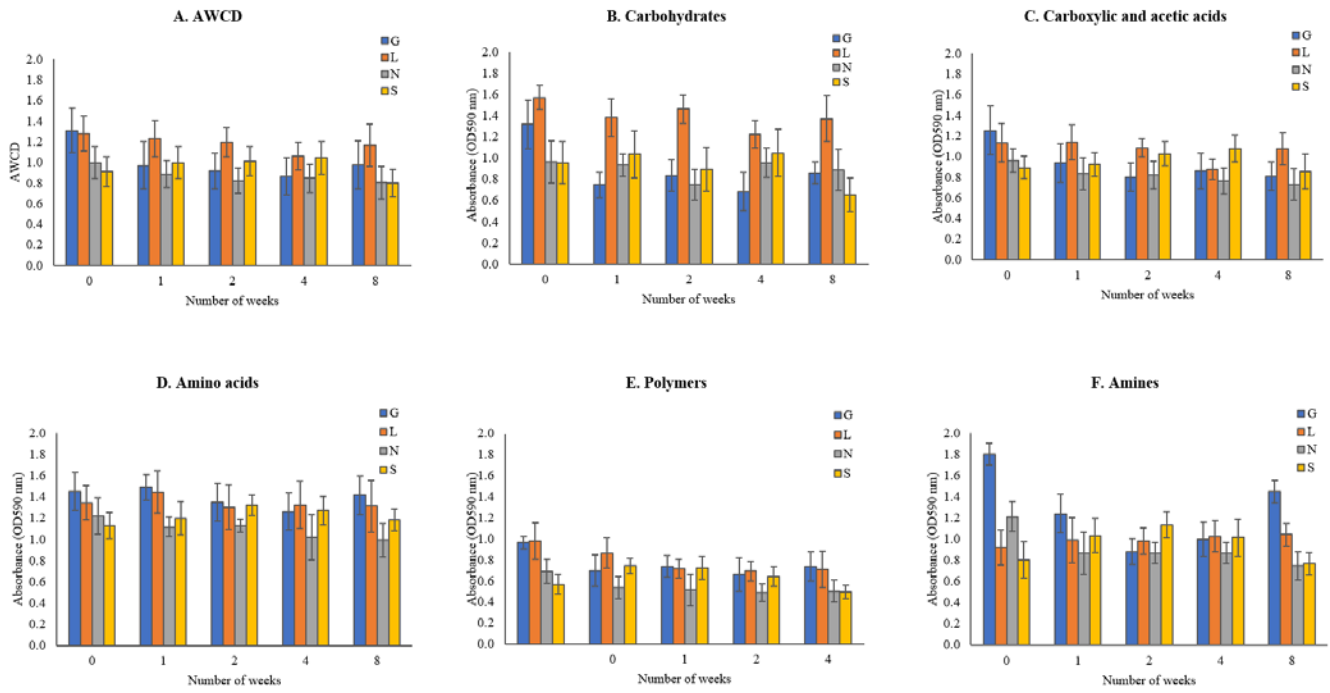 A. AWCD
G
L
N
S
2.0
1.8
1.6
1.4
1.2
1.0
0.8
0.6
0.4
0.2
0.0
AWCD
0 1 2 4 8
Number of weeks
B. Carbohydrates
G
L
N
S
2.0
1.8
1.6
1.4
1.2
1.0
0.8
0.6
0.4
0.2
0.0
Absorbance (OD590 nm)
0 1 2 4 8
Number of weeks
C. Carboxylic and acetic acids
G
L
N
S
2.0
1.8
1.6
1.4
1.2
1.0
0.8
0.6
0.4
0.2
0.0
Absorbance (OD590 nm)
0 1 2 4 8
Number of weeks
D. Amino acids
G
L
N
S
2.0
1.8
1.6
1.4
1.2
1.0
0.8
0.6
0.4
0.2
0.0
Absorbance (OD590 nm)
0 1 2 4 8
Number of weeks
E. Polymers
G
L
N
S
2.0
1.8
1.6
1.4
1.2
1.0
0.8
0.6
0.4
0.2
0.0
Absorbance (OD590 nm)
0 1 2 4
Number of weeks
F. Amines
G
L
N
S
2.0
1.8
1.6
1.4
1.2
1.0
0.8
0.6
0.4
0.2
0.0
Absorbance (OD590 nm)
0 1 2 4 8
Number of weeks